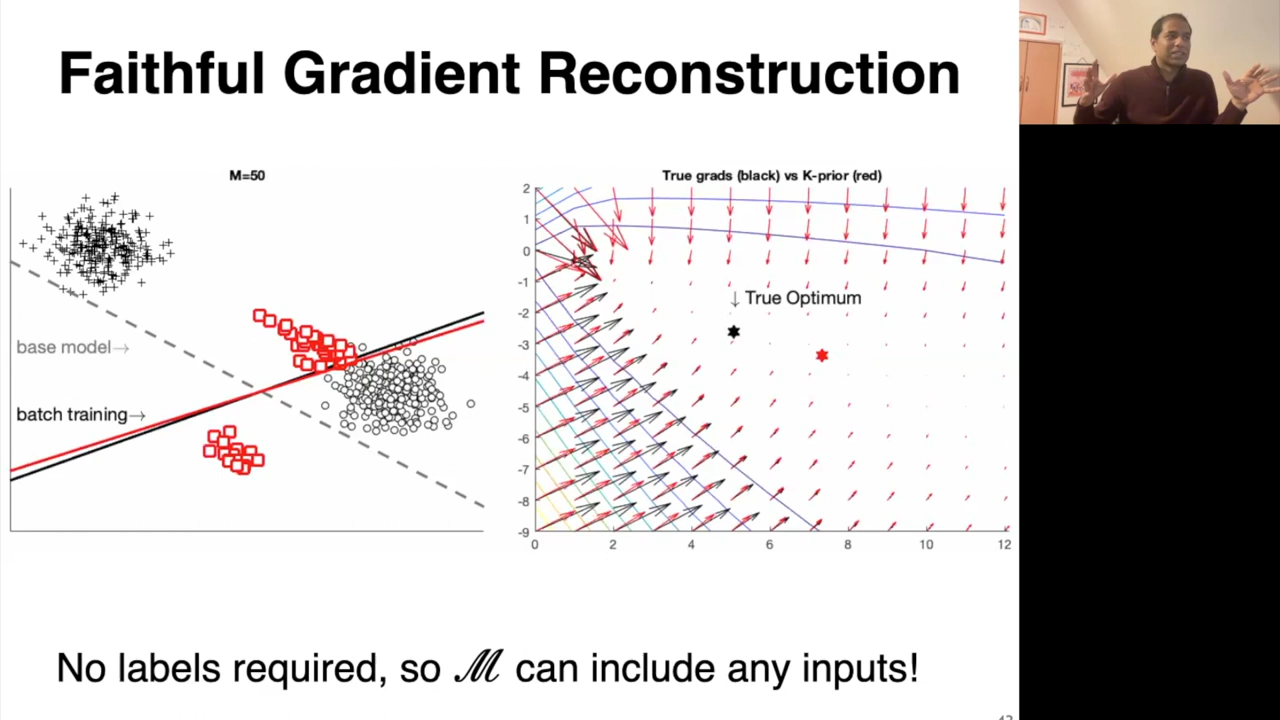 Faithful Gradient Reconstruction
M=50
base model→
batch training→
True grads (black) vs K-prior (red)
2
1
0
-1
-2
-3
-4
-5
-6
-7
-8
-9
0 2 4 6 8 10 12
↓ True Optimum
No labels required, so ℳ can include any inputs!